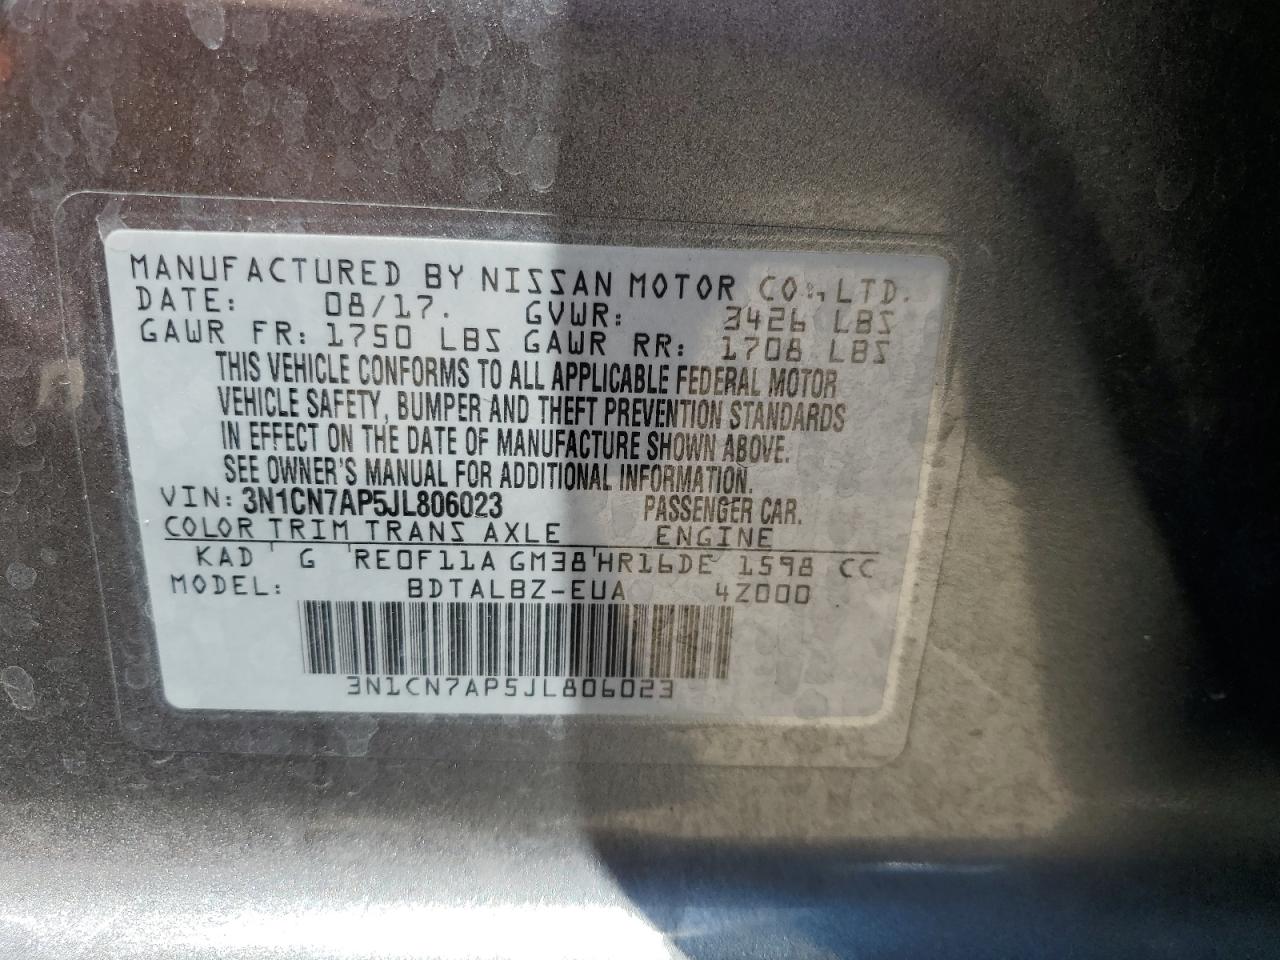 MANUFACTURED BY NISSAN MOTOR CO., LTD.
DATE: 08/17. GVWR: 3426 LBS
GAWR FR: 1750 LBS GAWR RR: 1708 LBS
THIS VEHICLE CONFORMS TO ALL APPLICABLE FEDERAL MOTOR
VEHICLE SAFETY, BUMPER AND THEFT PREVENTION STANDARDS
IN EFFECT ON THE DATE OF MANUFACTURE SHOWN ABOVE.
SEE OWNER'S MANUAL FOR ADDITIONAL INFORMATION.
VIN: 3N1CN7AP5JL806023 PASSENGER CAR.
COLOR TRIM TRANS AXLE ENGINE
KAD G RE0F11A GM38 HR16DE 1598 CC
MODEL: BDTALBZ-EUA 4Z000
3N1CN7AP5JL806023